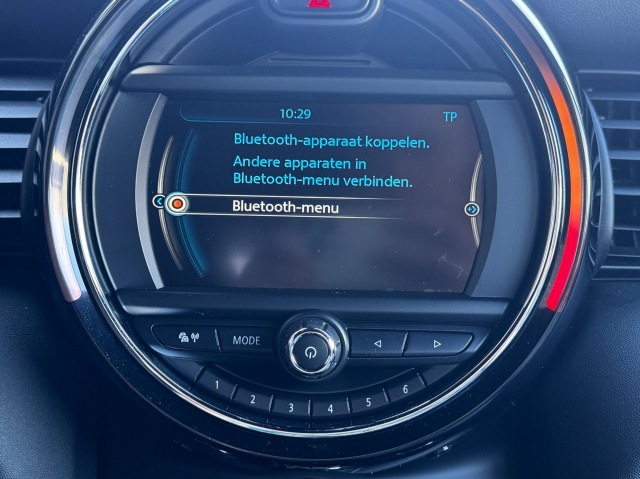 10:29 TP
Bluetooth-apparaat koppelen.
Andere apparaten in
Bluetooth-menu verbinden.
Bluetooth-menu
MODE
1 2 3 4 5 6